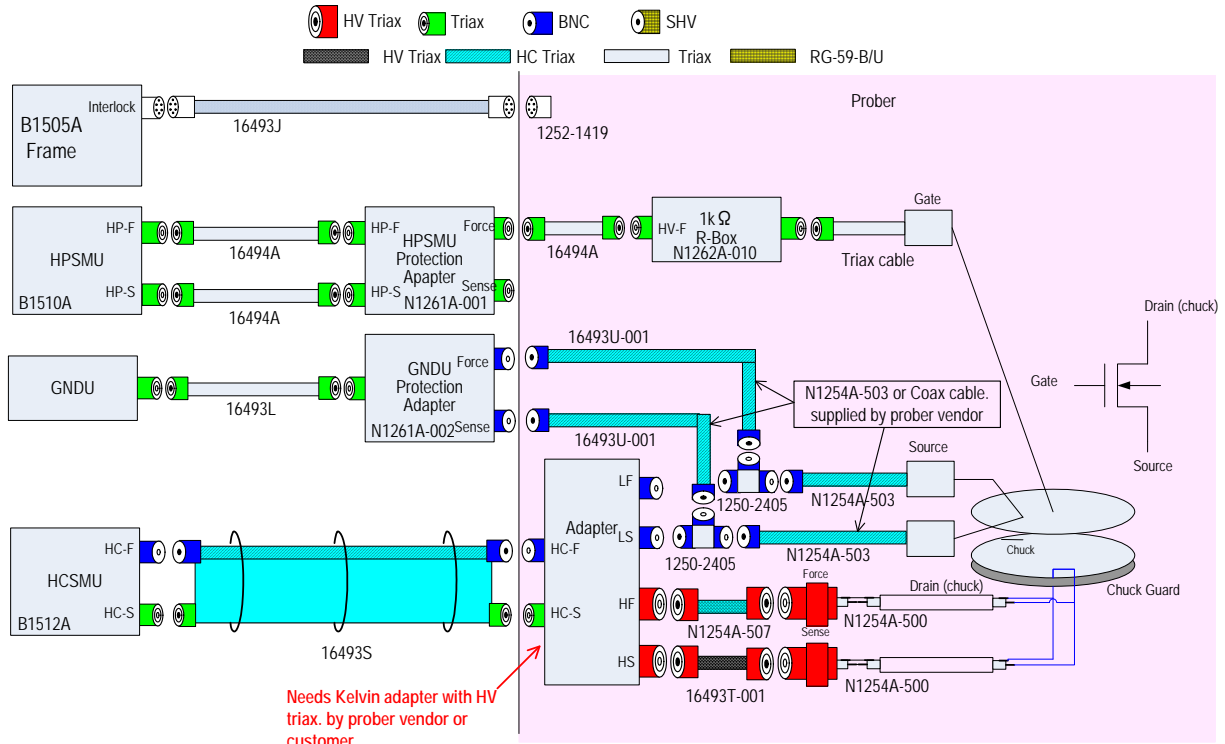 HV Triax
Triax
BNC
SHV
HV Triax
HC Triax
Triax
RG-59-B/U
Prober
Interlock
B1505A
Frame
16493J
1252-1419
HPSMU
B1510A
HP-F
HP-S
16494A
16494A
HP-F
HP-S
HPSMU
Protection
Apapter
N1261A-001
Force
Sense
16494A
HV-F
1k Ω
R-Box
N1262A-010
Triax cable
Gate
GNDU
16493L
GNDU
Protection
Adapter
N1261A-002
Force
Sense
16493U-001
16493U-001
N1254A-503 or Coax cable.
supplied by prober vendor
Drain (chuck)
Gate
Source
HCSMU
B1512A
HC-F
HC-S
16493S
Adapter
HC-F
HC-S
LF
LS
HF
HS
1250-2405
1250-2405
N1254A-503
N1254A-503
Source
Chuck
Chuck Guard
N1254A-507
16493T-001
Force
Sense
Drain (chuck)
N1254A-500
N1254A-500
Needs Kelvin adapter with HV
triax. by prober vendor or
customer